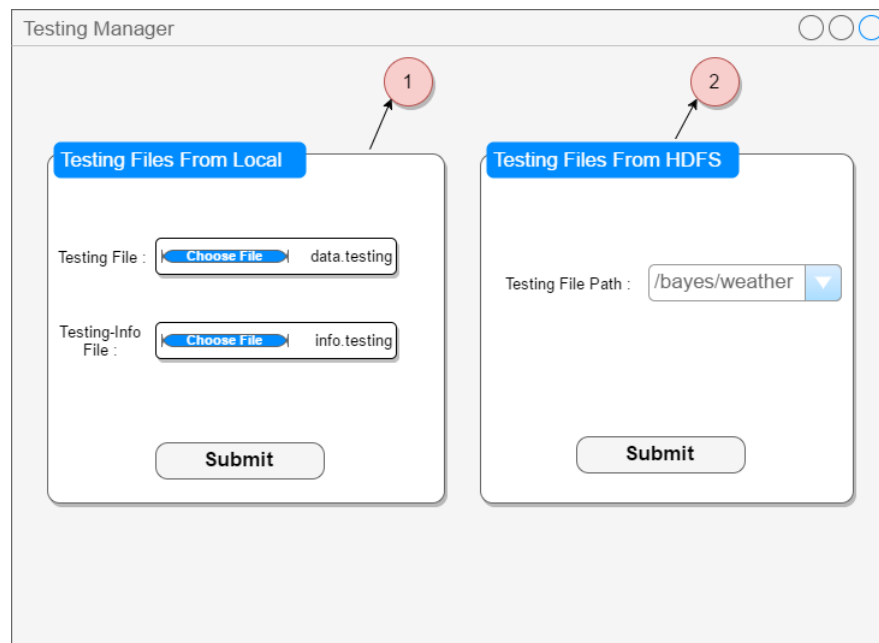 Testing Manager
1
2
Testing Files From Local
Testing File :
Choose File
data.testing
Testing-Info
File :
Choose File
info.testing
Submit
Testing Files From HDFS
Testing File Path :
/bayes/weather
Submit